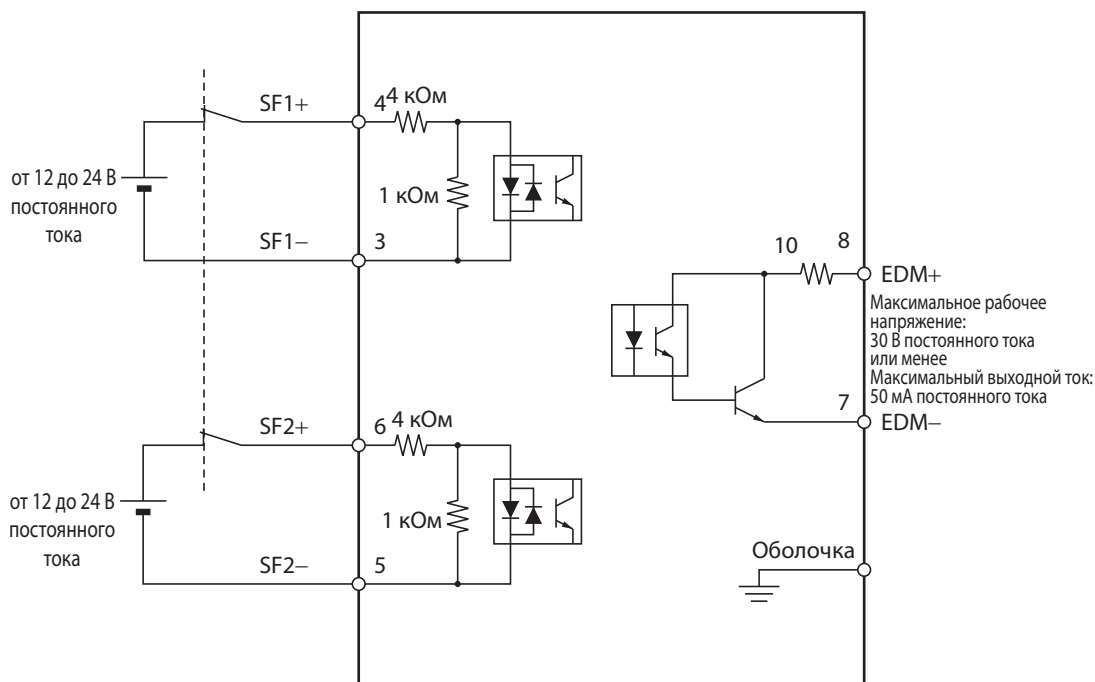 SF1+
4
4 кОм
от 12 до 24 В
постоянного
тока
1 кОм
SF1−
3
10
8
EDM+
Максимальное рабочее
напряжение:
30 В постоянного тока
или менее
Максимальный выходной ток:
50 мА постоянного тока
7
EDM−
SF2+
6
4 кОм
от 12 до 24 В
постоянного
тока
1 кОм
SF2−
5
Оболочка